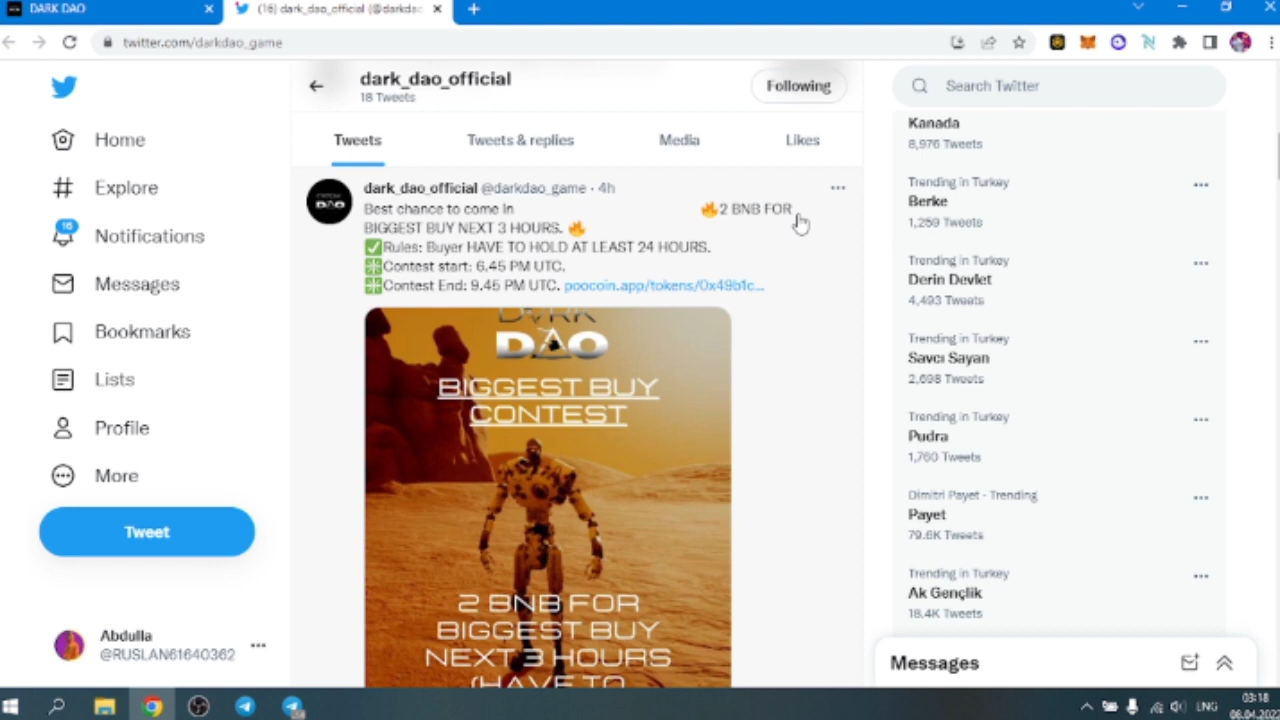 DARK DAO
(16) dark_dao_official (@darkdac
twitter.com/darkdao_game
dark_dao_official
18 Tweets
Following
Search Twitter
Home
Explore
16
Notifications
Messages
Bookmarks
Lists
Profile
More
Tweet
Abdulla
@RUSLAN61640362
Tweets
Tweets & replies
Media
Likes
dark_dao_official @darkdao_game · 4h
Best chance to come in 🔥2 BNB FOR
BIGGEST BUY NEXT 3 HOURS. 🔥
✅Rules: Buyer HAVE TO HOLD AT LEAST 24 HOURS.
❇️Contest start: 6.45 PM UTC.
❇️Contest End: 9.45 PM UTC. poocoin.app/tokens/0x49b1c...
DARK
DAO
BIGGEST BUY
CONTEST
2 BNB FOR
BIGGEST BUY
NEXT 3 HOURS
(HAVE TO
Kanada
8,976 Tweets
Trending in Turkey
Berke
1,259 Tweets
Trending in Turkey
Derin Devlet
4,493 Tweets
Trending in Turkey
Savcı Sayan
2,698 Tweets
Trending in Turkey
Pudra
1,760 Tweets
Dimitri Payet · Trending
Payet
79.6K Tweets
Trending in Turkey
Ak Gençlik
18.4K Tweets
Messages
ENG
03:18